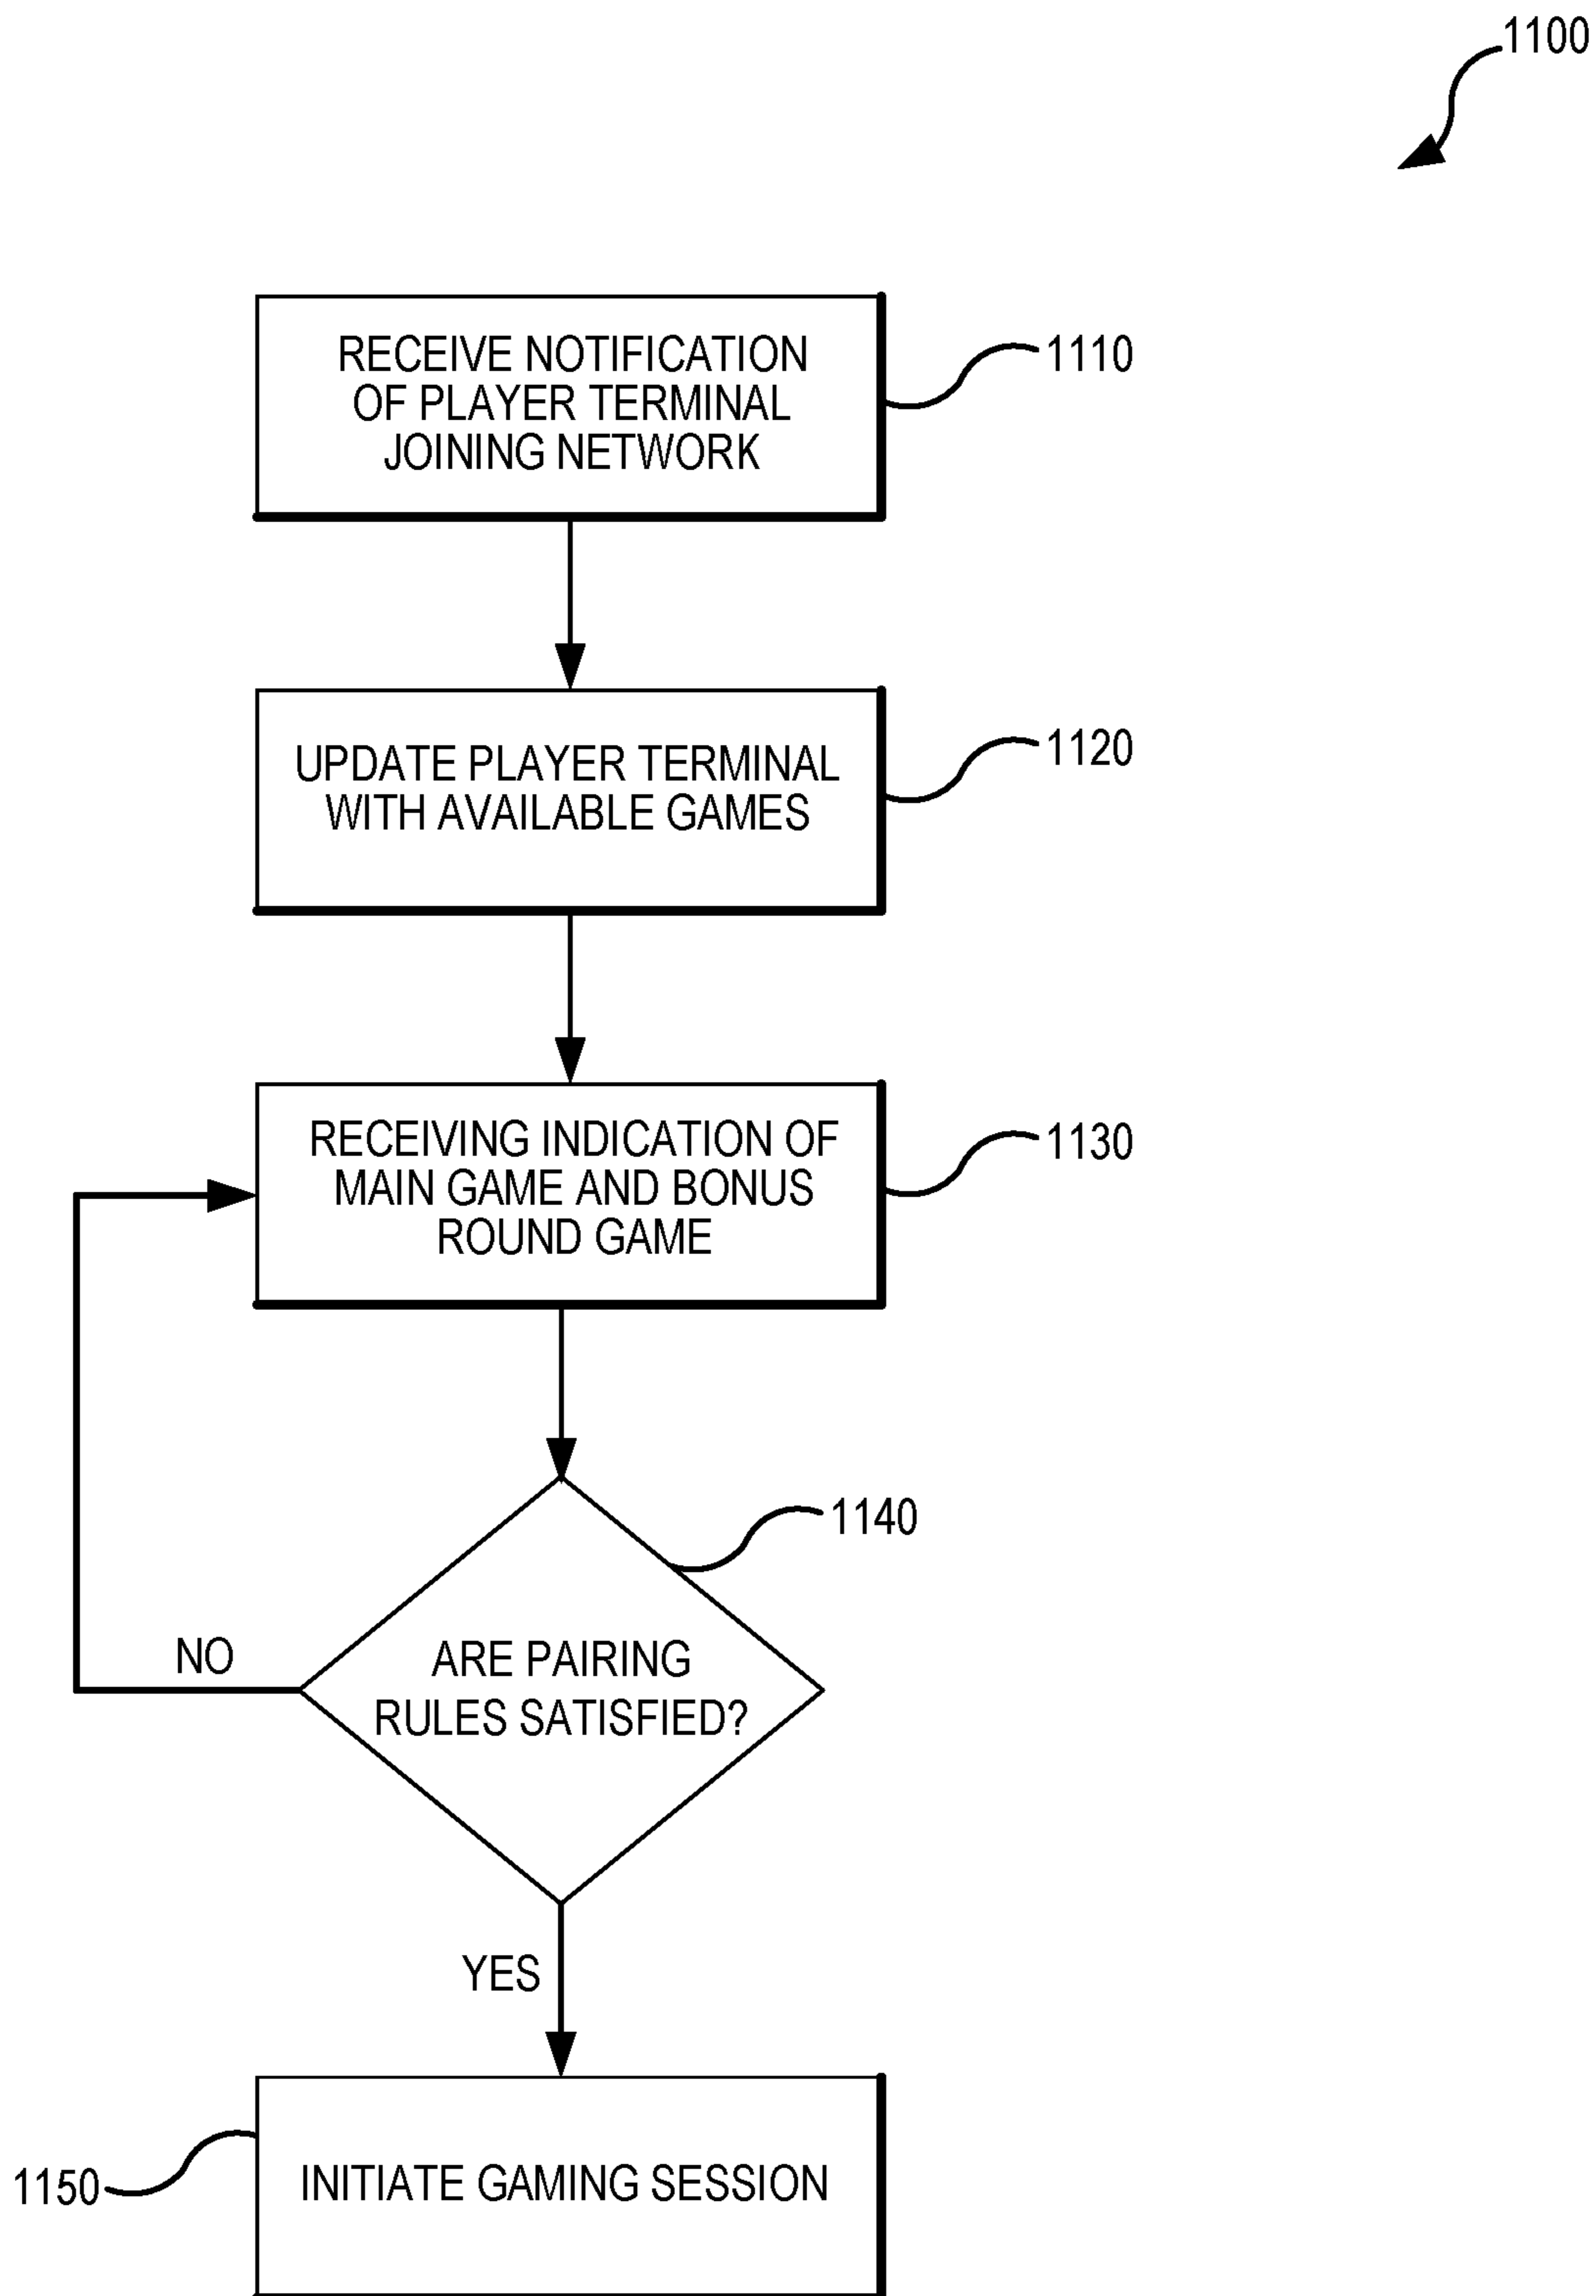 1100
RECEIVE NOTIFICATION
OF PLAYER TERMINAL
JOINING NETWORK
1110
UPDATE PLAYER TERMINAL
WITH AVAILABLE GAMES
1120
RECEIVING INDICATION OF
MAIN GAME AND BONUS
ROUND GAME
1130
1140
ARE PAIRING
RULES SATISFIED?
NO
YES
1150
INITIATE GAMING SESSION